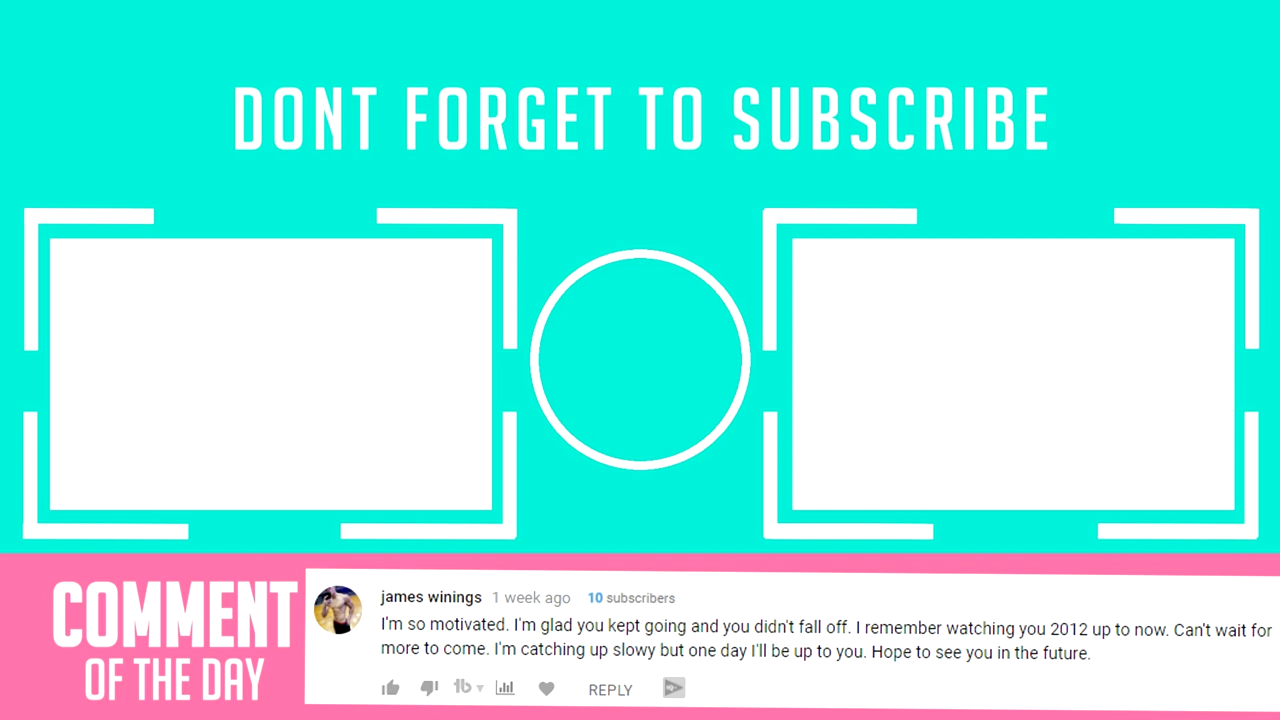 DONT FORGET TO SUBSCRIBE
COMMENT
OF THE DAY
james winings 1 week ago 10 subscribers
I'm so motivated. I'm glad you kept going and you didn't fall off. I remember watching you 2012 up to now. Can't wait for
more to come. I'm catching up slowy but one day I'll be up to you. Hope to see you in the future.
tb
REPLY